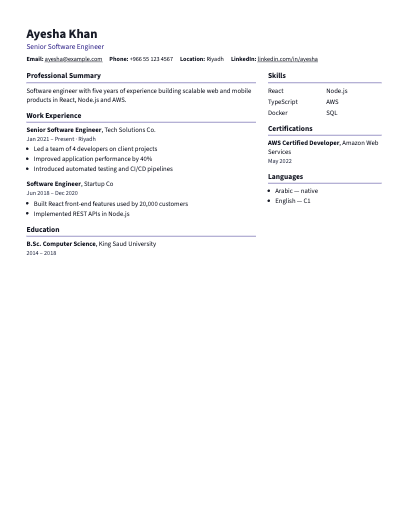 Ayesha Khan
Senior Software Engineer
Email: ayesha@example.com Phone: +966 55 123 4567 Location: Riyadh LinkedIn: linkedin.com/in/ayesha
Professional Summary
Software engineer with five years of experience building scalable web and mobile
products in React, Node.js and AWS.
Work Experience
Senior Software Engineer, Tech Solutions Co.
Jan 2021 – Present · Riyadh
• Led a team of 4 developers on client projects
• Improved application performance by 40%
• Introduced automated testing and CI/CD pipelines
Software Engineer, Startup Co
Jun 2018 – Dec 2020
• Built React front-end features used by 20,000 customers
• Implemented REST APIs in Node.js
Education
B.Sc. Computer Science, King Saud University
2014 – 2018
Skills
React Node.js
TypeScript AWS
Docker SQL
Certifications
AWS Certified Developer, Amazon Web
Services
May 2022
Languages
• Arabic — native
• English — C1